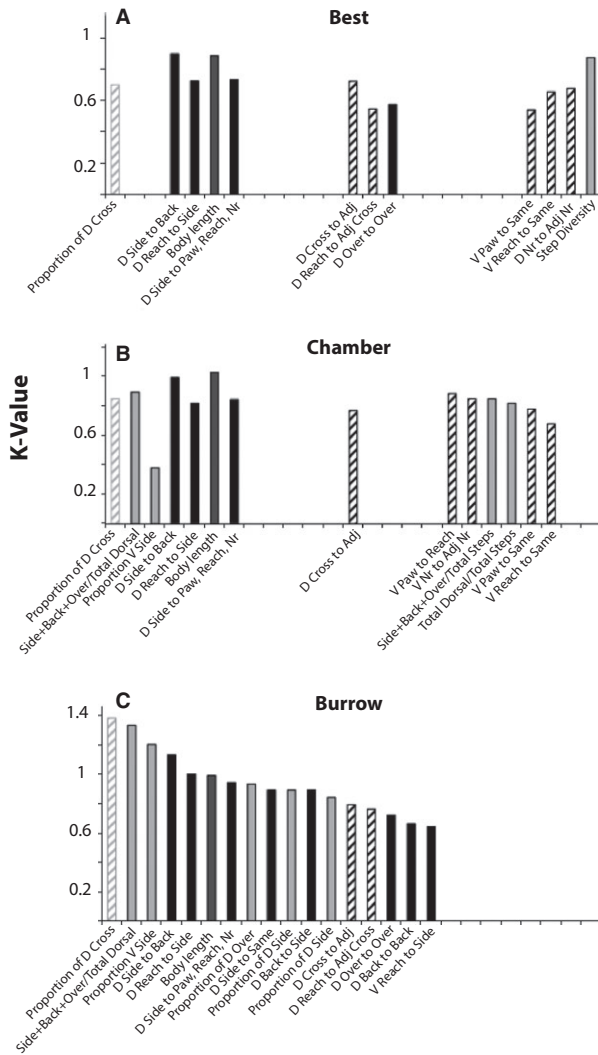 A
Best
1
0.6
0.2
Proportion of D Cross
D Side to Back
D Reach to Side
Body length
D Side to Paw, Reach, Nr
D Cross to Adj
D Reach to Adj Cross
D Over to Over
V Paw to Same
V Reach to Same
D Nr to Adj Nr
Step Diversity
K-Value
B
Chamber
1
0.6
0.2
Proportion of D Cross
Side+Back+Over/Total Dorsal
Proportion V Side
D Side to Back
D Reach to Side
Body length
D Side to Paw, Reach, Nr
D Cross to Adj
V Paw to Reach
V Nr to Adj Nr
Side+Back+Over/Total Steps
Total Dorsal/Total Steps
V Paw to Same
V Reach to Same
C
Burrow
1.4
1
0.6
0.2
Proportion of D Cross
Side+Back+Over/Total Dorsal
Proportion V Side
D Side to Back
D Reach to Side
Body length
D Side to Paw, Reach, Nr
Proportion of D Over
D Side to Same
Proportion of D Side
D Back to Side
Proportion of D Side
D Cross to Adj
D Reach to Adj Cross
D Over to Over
D Back to Back
V Reach to Side